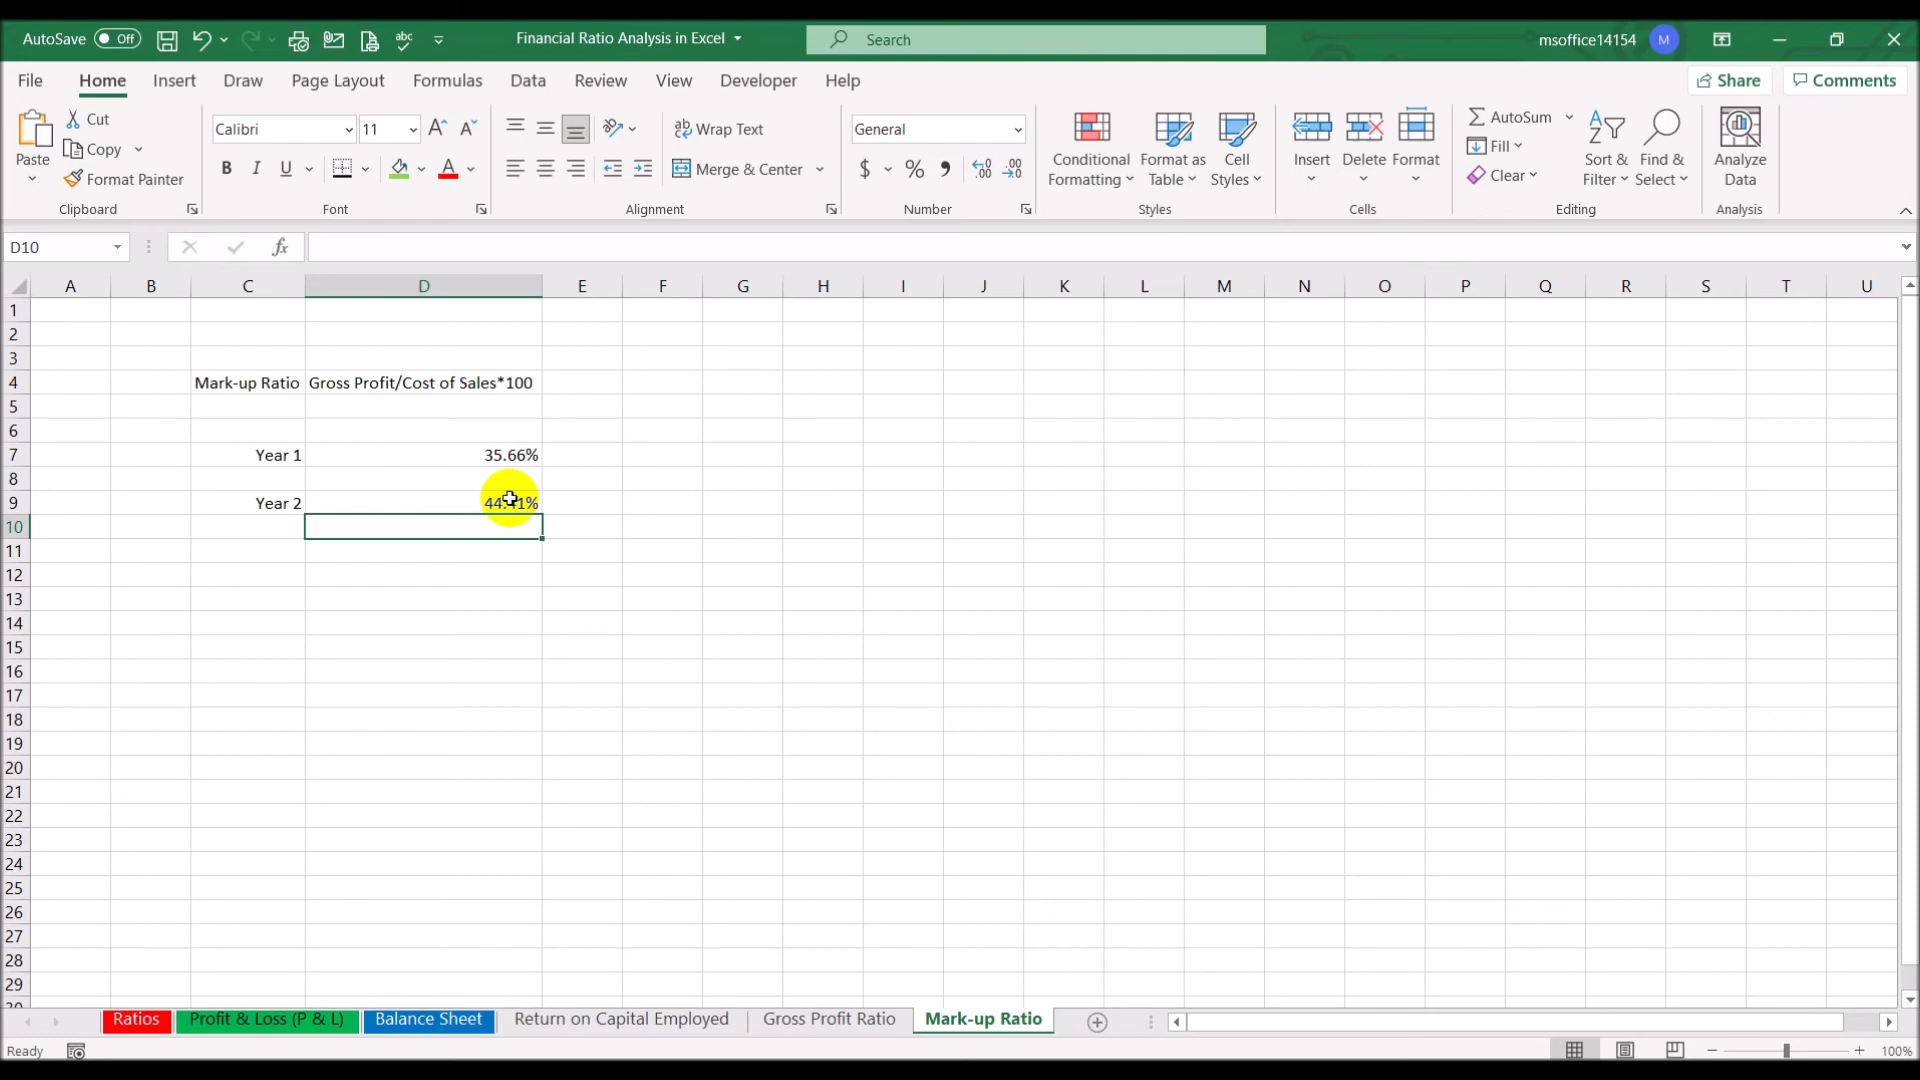 AutoSave Off Financial Ratio Analysis in Excel Search msoffice14154 M
File Home Insert Draw Page Layout Formulas Data Review View Developer Help Share Comments
Paste
Cut
Copy
Format Painter
Clipboard
Calibri 11
B I U A
Font
Wrap Text
Merge & Center
Alignment
General
$ % ,
Number
Conditional
Formatting
Format as
Table
Cell
Styles
Styles
Insert
Delete
Format
Cells
AutoSum
Fill
Clear
Sort &
Filter
Find &
Select
Editing
Analyze
Data
Analysis
D10 fx
A B C D E F G H I J K L M N O P Q R S T U
1
2
3
4 Mark-up Ratio Gross Profit/Cost of Sales*100
5
6
7 Year 1 35.66%
8
9 Year 2 44.41%
10
11
12
13
14
15
16
17
18
19
20
21
22
23
24
25
26
27
28
29
Ratios Profit & Loss (P & L) Balance Sheet Return on Capital Employed Gross Profit Ratio Mark-up Ratio
Ready 100%